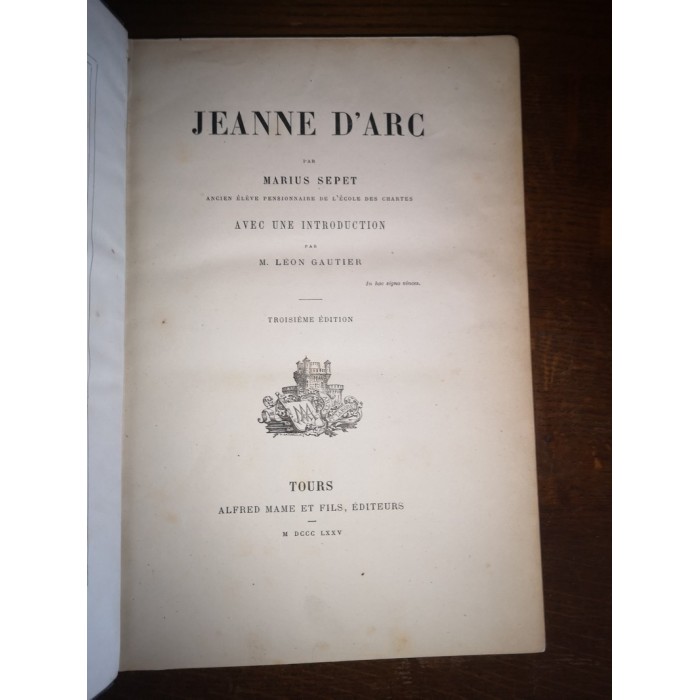 JEANNE D'ARC
PAR
MARIUS SEPET
ANCIEN ÉLÈVE PENSIONNAIRE DE L'ÉCOLE DES CHARTES
AVEC UNE INTRODUCTION
PAR
M. LÉON GAUTIER
In hoc signo vinces.
TROISIÈME ÉDITION
TOURS
ALFRED MAME ET FILS, ÉDITEURS
M DCCC LXXV